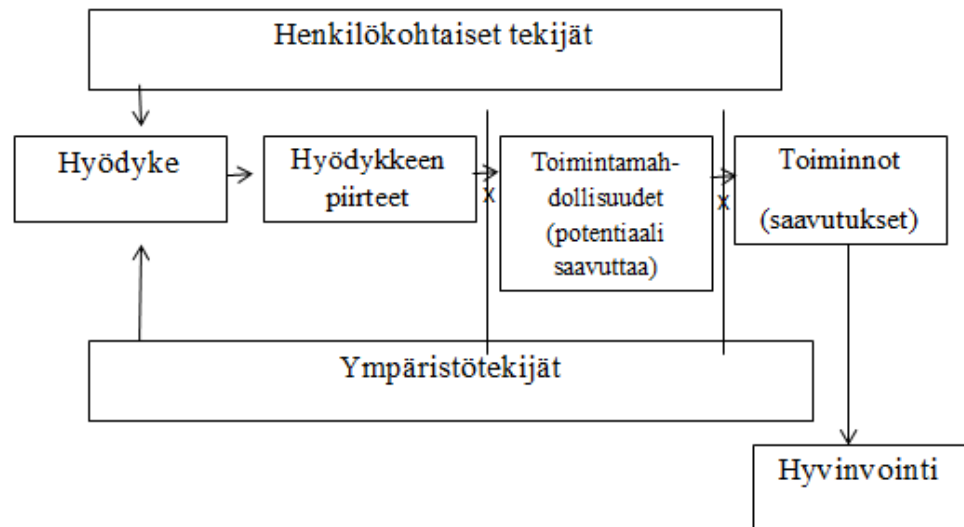 Henkilökohtaiset tekijät
Hyödyke
Hyödykkeen
piirteet
x
Toimintamah-
dollisuudet
(potentiaali
saavuttaa)
x
Toiminnot
(saavutukset)
Ympäristötekijät
Hyvinvointi